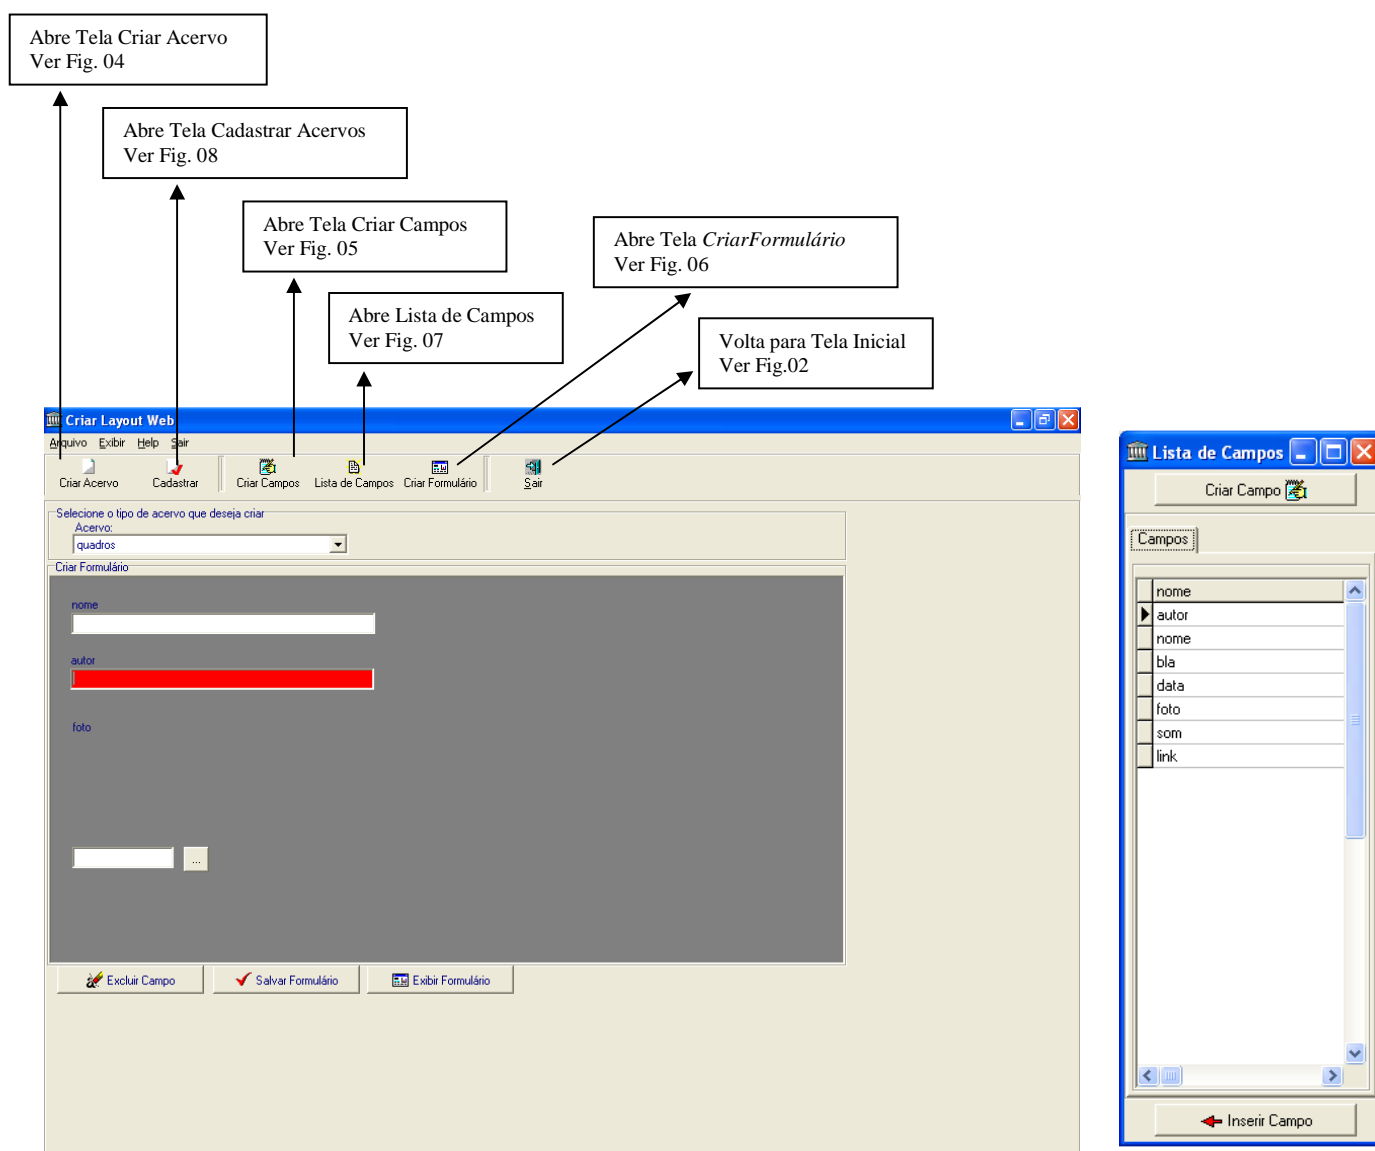 Abre Tela Criar Acervo
Ver Fig. 04
Abre Tela Cadastrar Acervos
Ver Fig. 08
Abre Tela Criar Campos
Ver Fig. 05
Abre Tela CriarFormulário
Ver Fig. 06
Abre Lista de Campos
Ver Fig. 07
Volta para Tela Inicial
Ver Fig.02
Criar Layout Web
Arquivo Exibir Help Sair
Criar Acervo Cadastrar Criar Campos Lista de Campos Criar Formulário Sair
Selecione o tipo de acervo que deseja criar
Acervo:
quadros
Criar Formulário
nome
autor
foto
...
Excluir Campo Salvar Formulário Exibir Formulário
Lista de Campos
Criar Campo
Campos
nome
autor
nome
bla
data
foto
som
link
Inserir Campo